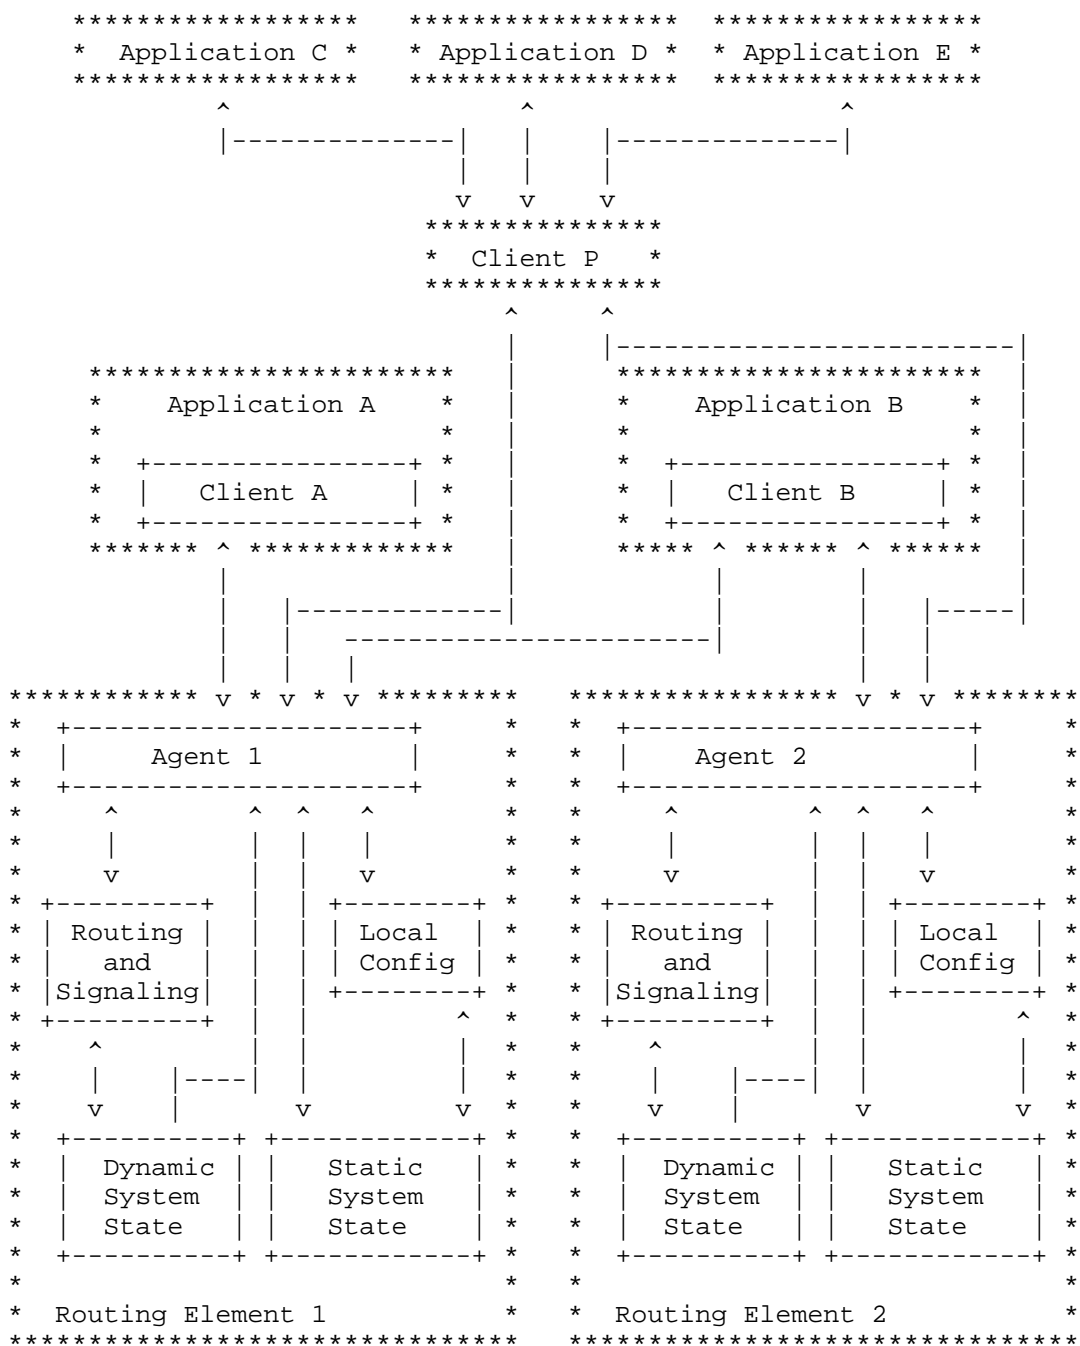 Application C Application D Application E
Client P
Application A Application B
Client A Client B
Agent 1 Agent 2
Routing Local Routing Local
and Config and Config
Signaling Signaling
Dynamic Static Dynamic Static
System System System System
State State State State
Routing Element 1 Routing Element 2